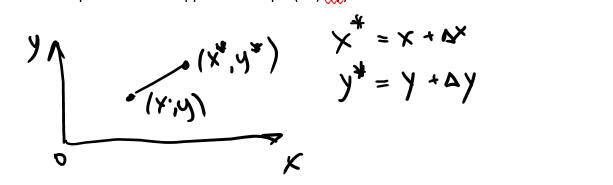 y
(x*, y*)
(x, y)
0
x
x* = x + Δx
y* = y + Δy